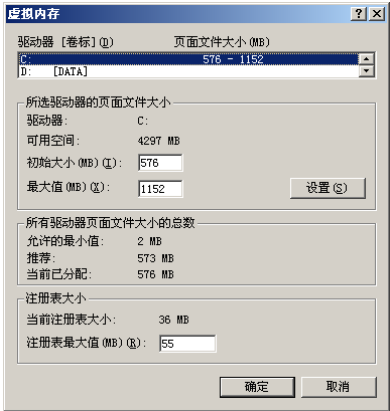 虚拟内存
驱动器 [卷标](D) 页面文件大小(MB)
C: 576 - 1152
D: [DATA]
所选驱动器的页面文件大小
驱动器: C:
可用空间: 4297 MB
初始大小(MB)(I): 576
最大值(MB)(X): 1152
设置(S)
所有驱动器页面文件大小的总数
允许的最小值: 2 MB
推荐: 573 MB
当前已分配: 576 MB
注册表大小
当前注册表大小: 36 MB
注册表最大值(MB)(R): 55
确定 取消